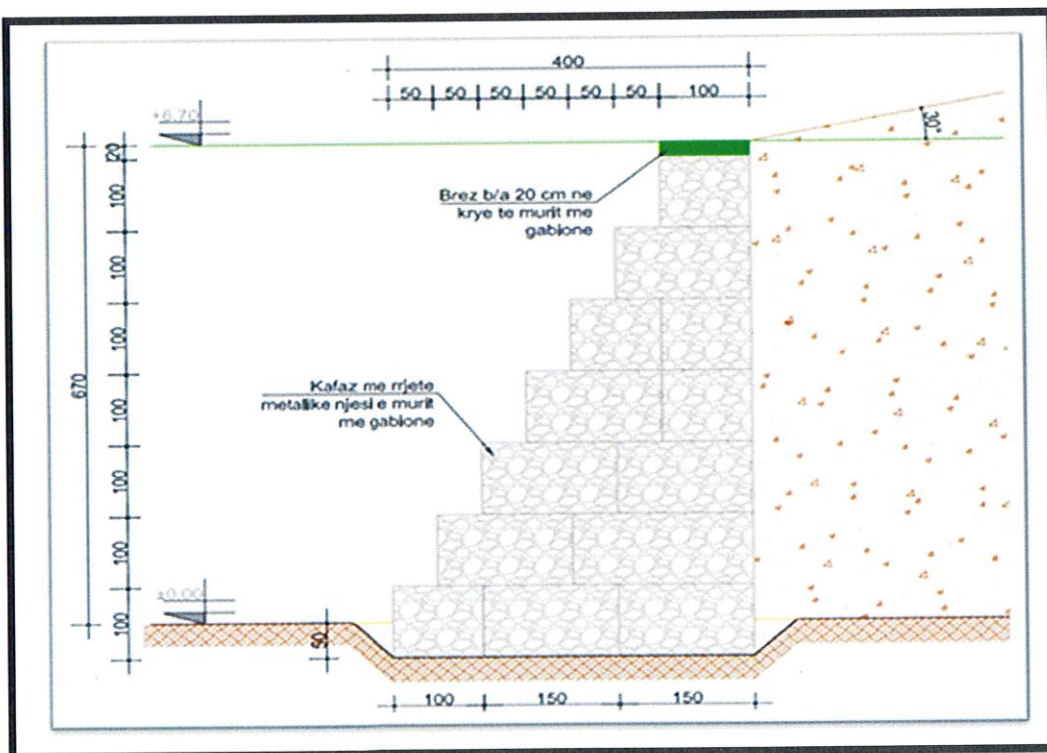 400
50 50 50 50 50 50 100
+6.70
30°
20
Brez b/a 20 cm ne
krye te murit me
gabione
100
100
100
670
Kafaz me rrjete
metalike njesi e murit
me gabione
100
100
100
±0.00
100
50
100 150 150